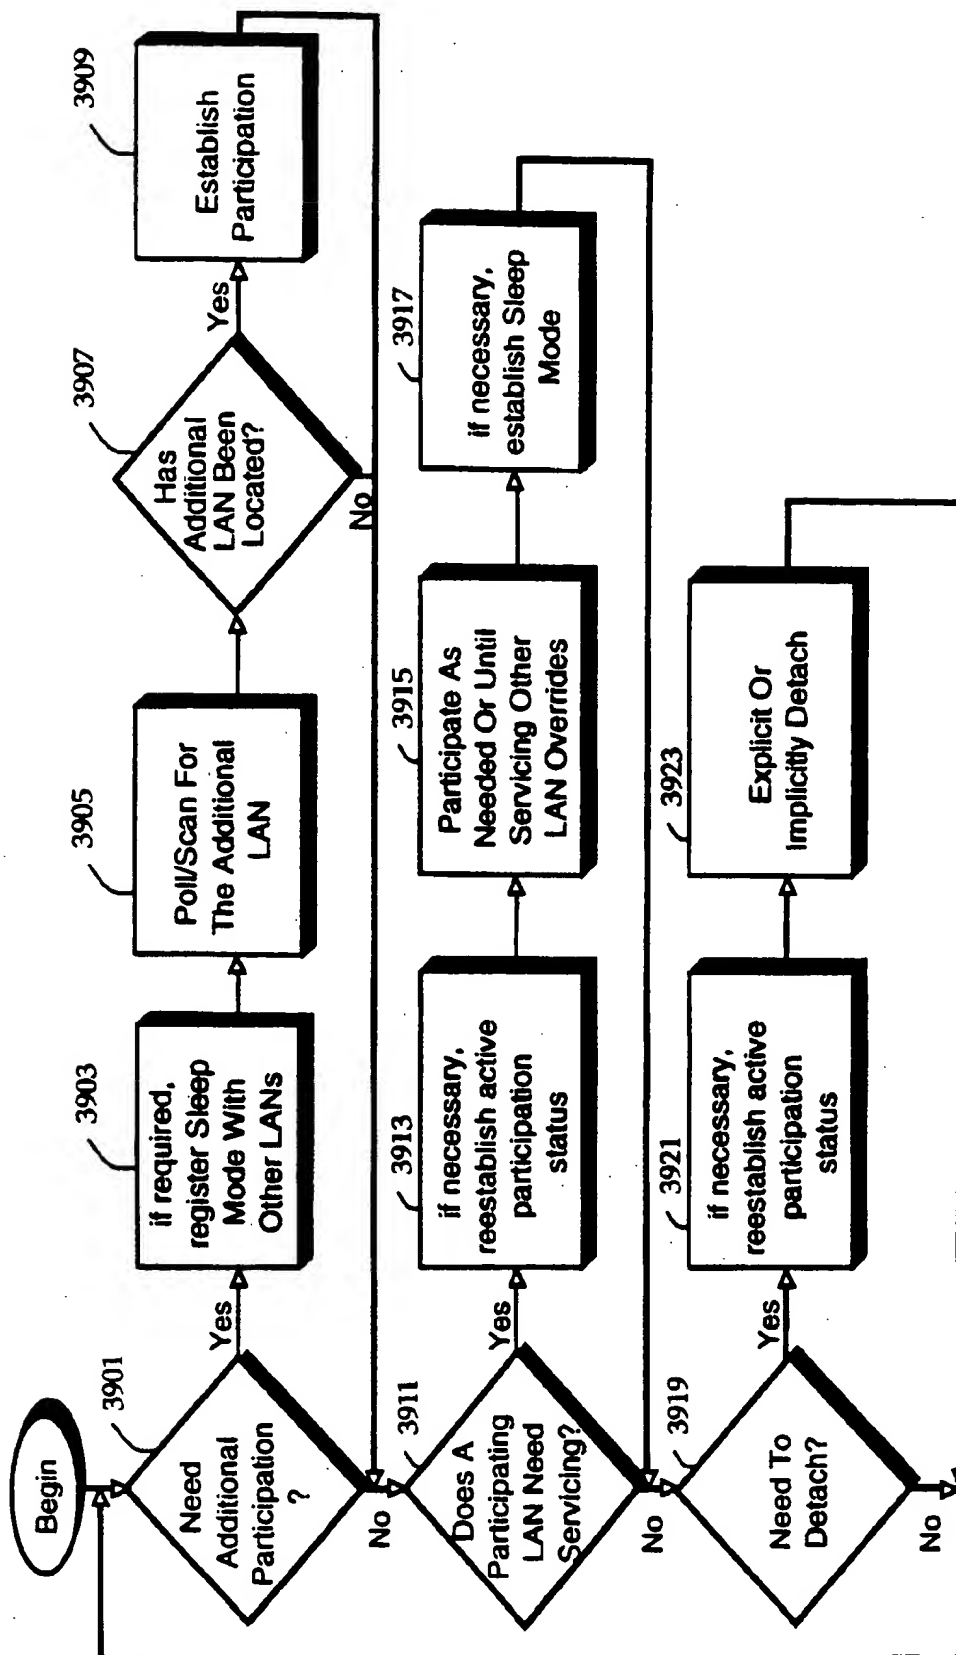 Begin
3901
Need
Additional
Participation
?
Yes
No
3903
if required,
register Sleep
Mode With
Other LANs
3905
Poll/Scan For
The Additional
LAN
3907
Has
Additional
LAN Been
Located?
Yes
No
3909
Establish
Participation
3911
Does A
Participating
LAN Need
Servicing?
Yes
No
3913
if necessary,
reestablish active
participation
status
3915
Participate As
Needed Or Until
Servicing Other
LAN Overrides
3917
if necessary,
establish Sleep
Mode
3919
Need To
Detach?
Yes
No
3921
if necessary,
reestablish active
participation
status
3923
Explicit Or
Implicitly Detach